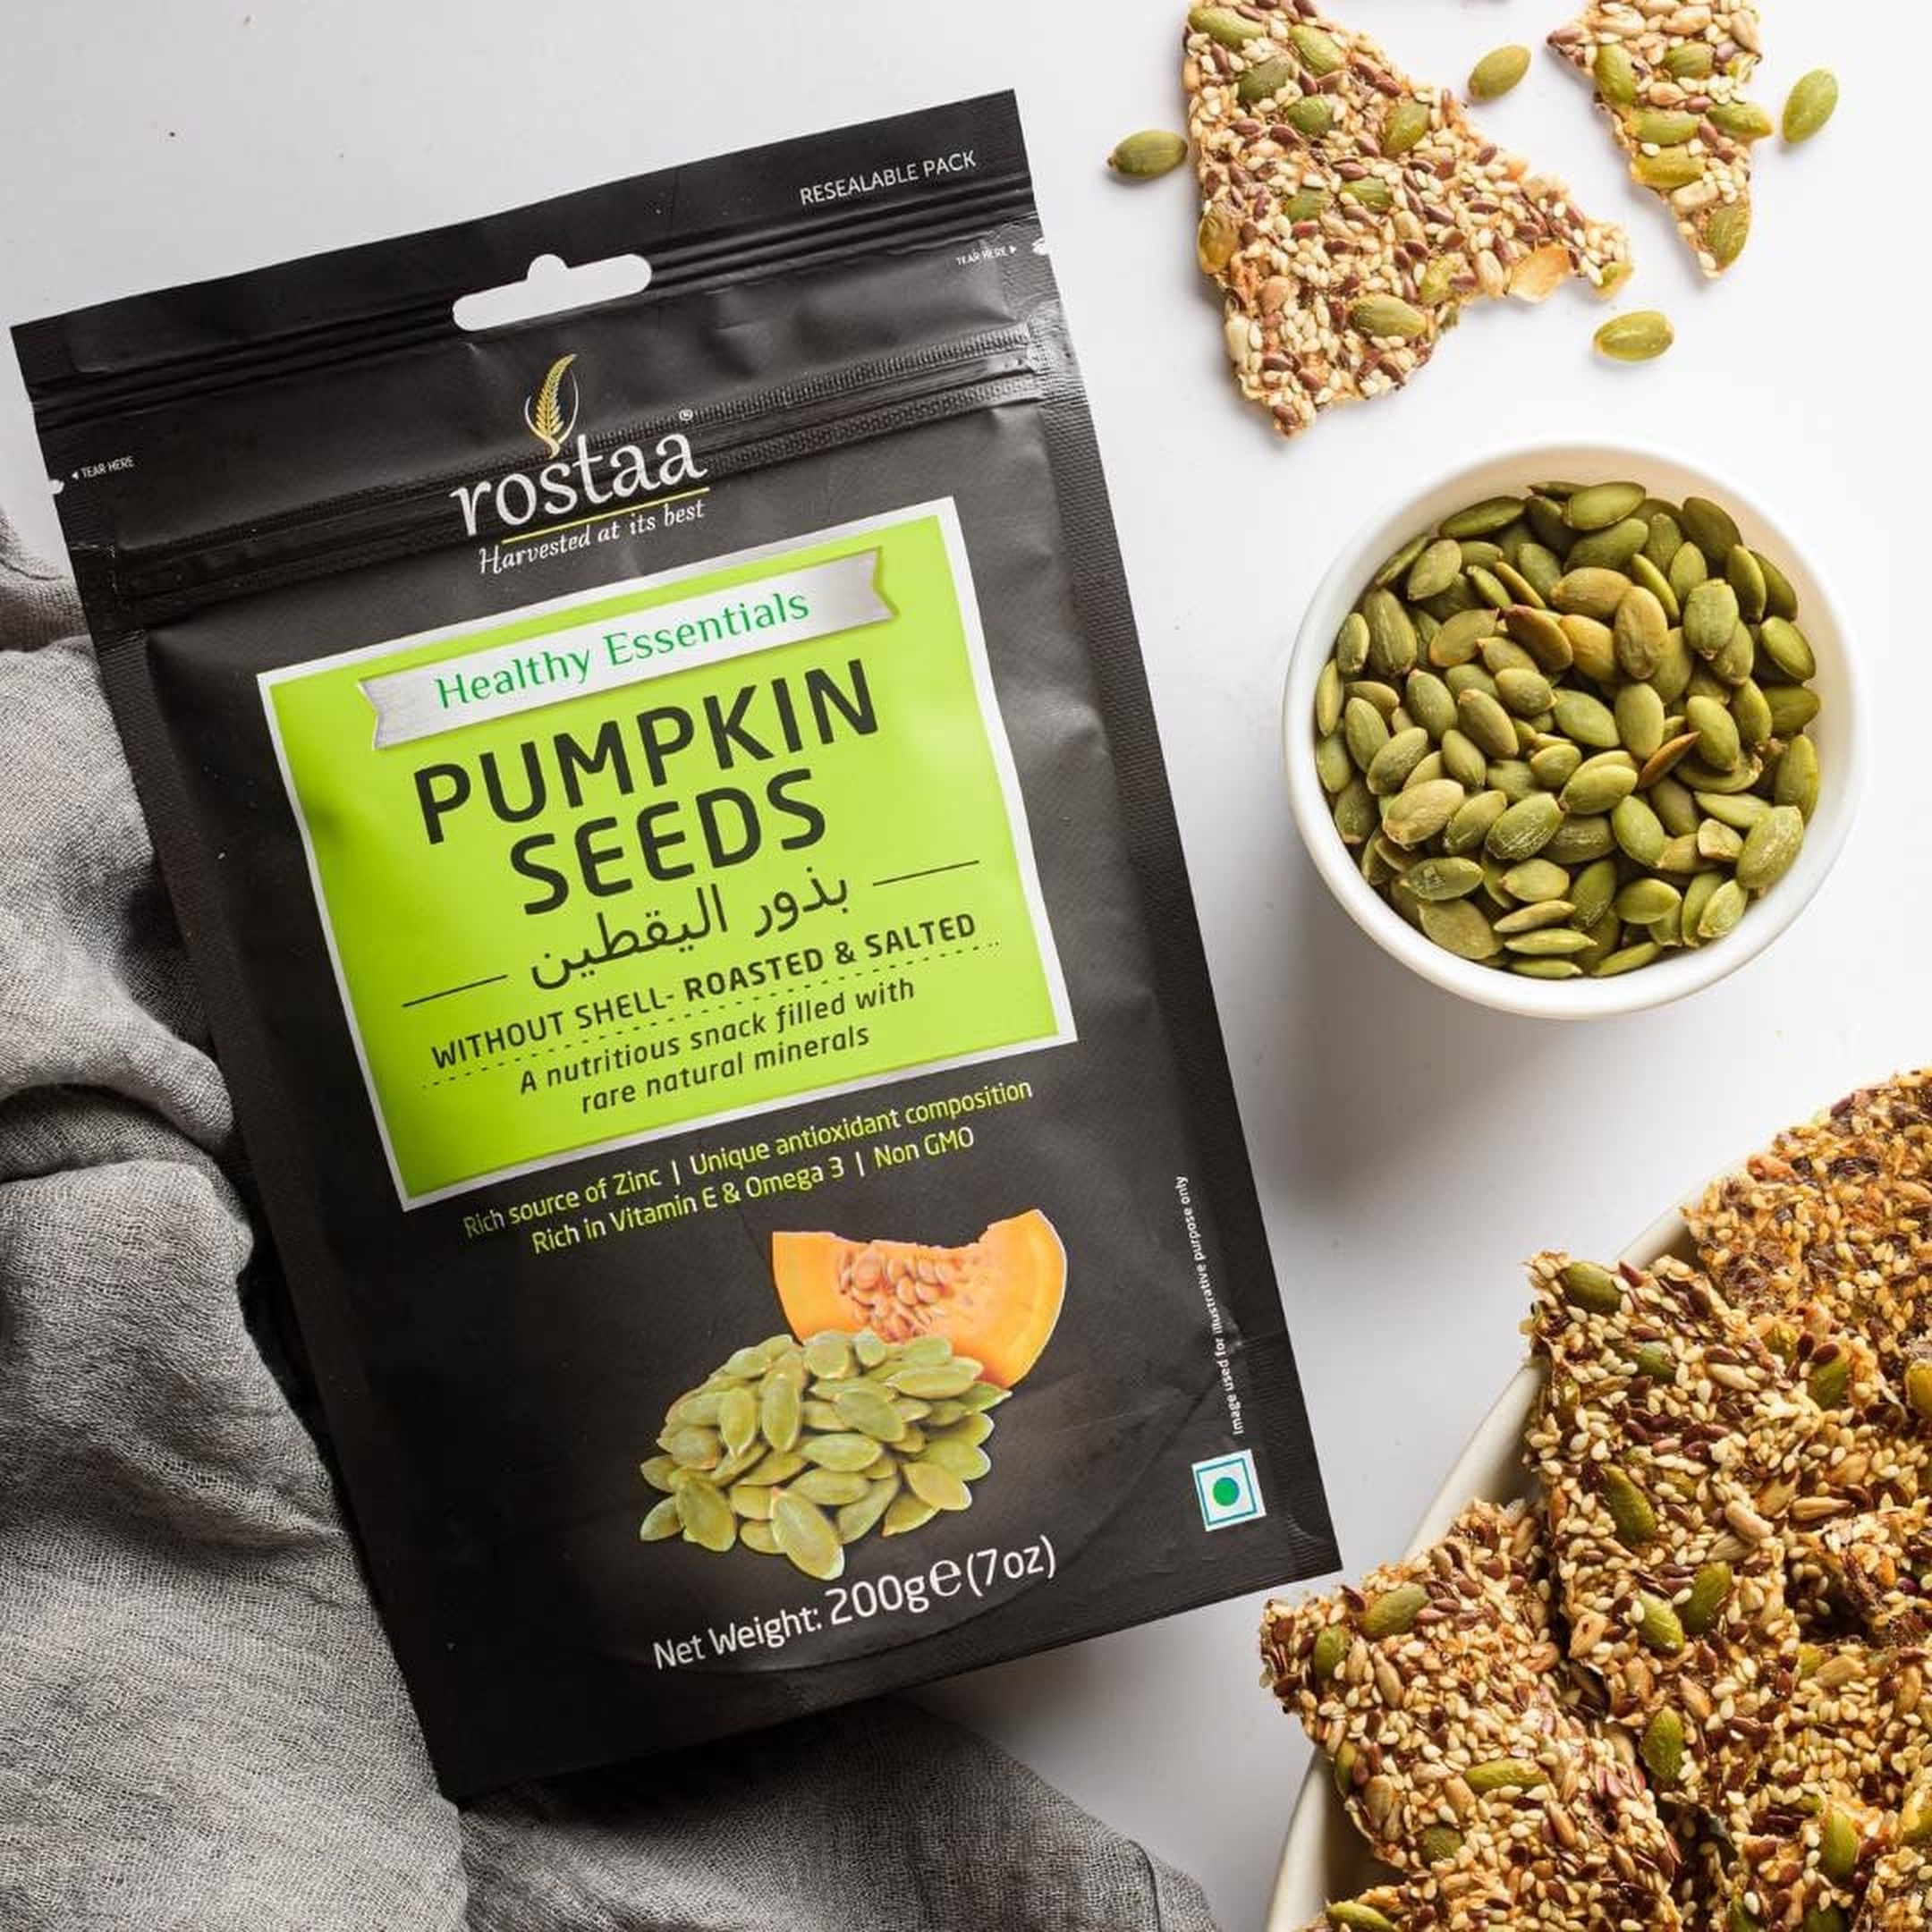 RESEALABLE PACK
TEAR HERE
TEAR HERE
rostaa®
Harvested at its best
Healthy Essentials
PUMPKIN
SEEDS
بذور اليقطين
WITHOUT SHELL- ROASTED & SALTED
A nutritious snack filled with
rare natural minerals
Rich source of Zinc | Unique antioxidant composition
Rich in Vitamin E & Omega 3 | Non GMO
Image used for illustrative purpose only
Net Weight: 200g℮(7oz)